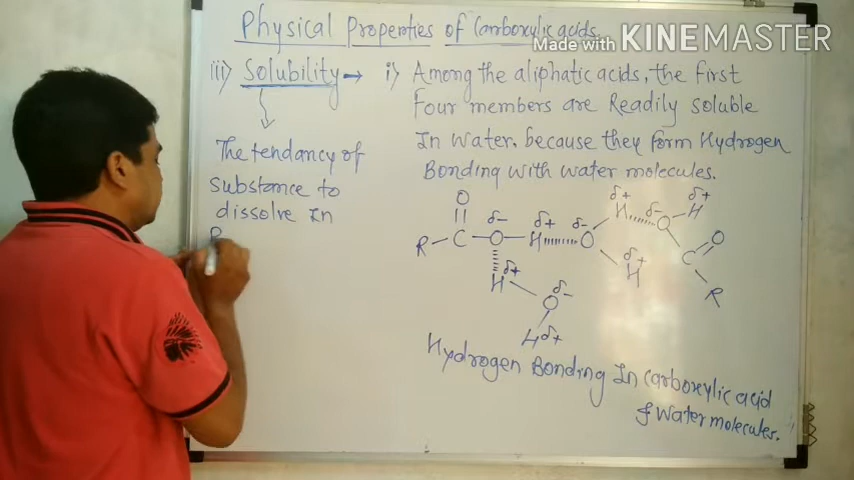 Physical Properties of Carboxylic acids.
Made with KINEMASTER
iii) Solubility →
The tendancy of
substance to
dissolve In
i) Among the aliphatic acids, the first
four members are Readily soluble
In water. because they form Hydrogen
Bonding with water molecules.
O δ+ δ+
δ- δ+ δ- H δ- H
R C O H O O O
δ+ δ+ C
H H
δ- R
O
Hδ+
Hydrogen Bonding In carboxylic acid
& water molecules.